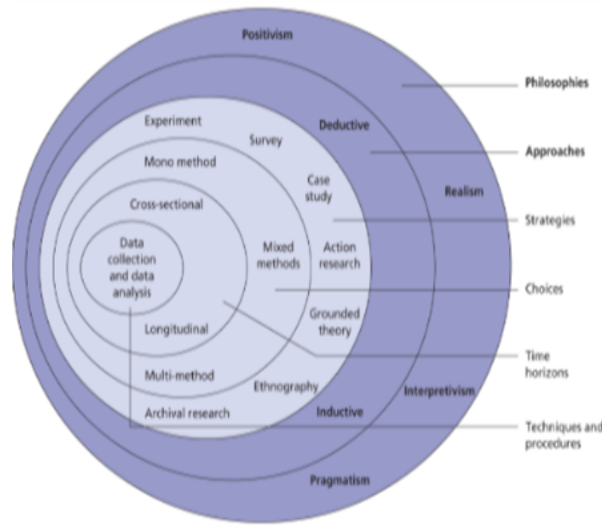 Positivism
Philosophies
Experiment
Survey
Deductive
Approaches
Mono method
Case
study
Realism
Cross-sectional
Strategies
Data
collection
and data
analysis
Mixed
methods
Action
research
Choices
Grounded
theory
Longitudinal
Time
horizons
Multi-method
Ethnography
Interpretivism
Archival research
Inductive
Techniques and
procedures
Pragmatism